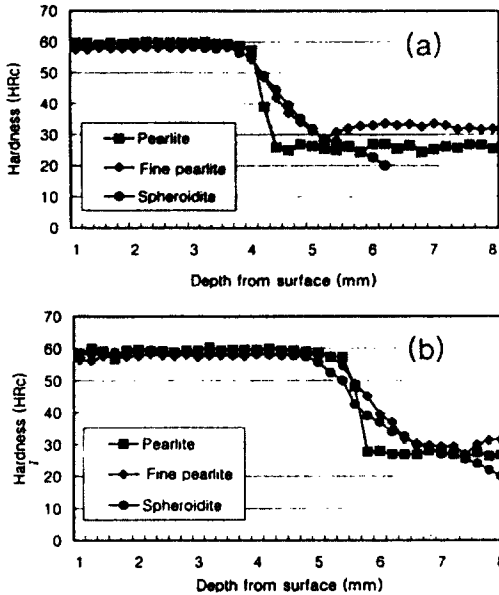 (a)
Hardness (HRc)
70
60
50
40
30
20
10
0
Pearlite
Fine pearlite
Spheroidite
1 2 3 4 5 6 7 8
Depth from surface (mm)
(b)
Hardness (HRc)
70
60
50
40
30
20
10
0
Pearlite
Fine pearlite
Spheroidite
1 2 3 4 5 6 7 8
Depth from surface (mm)